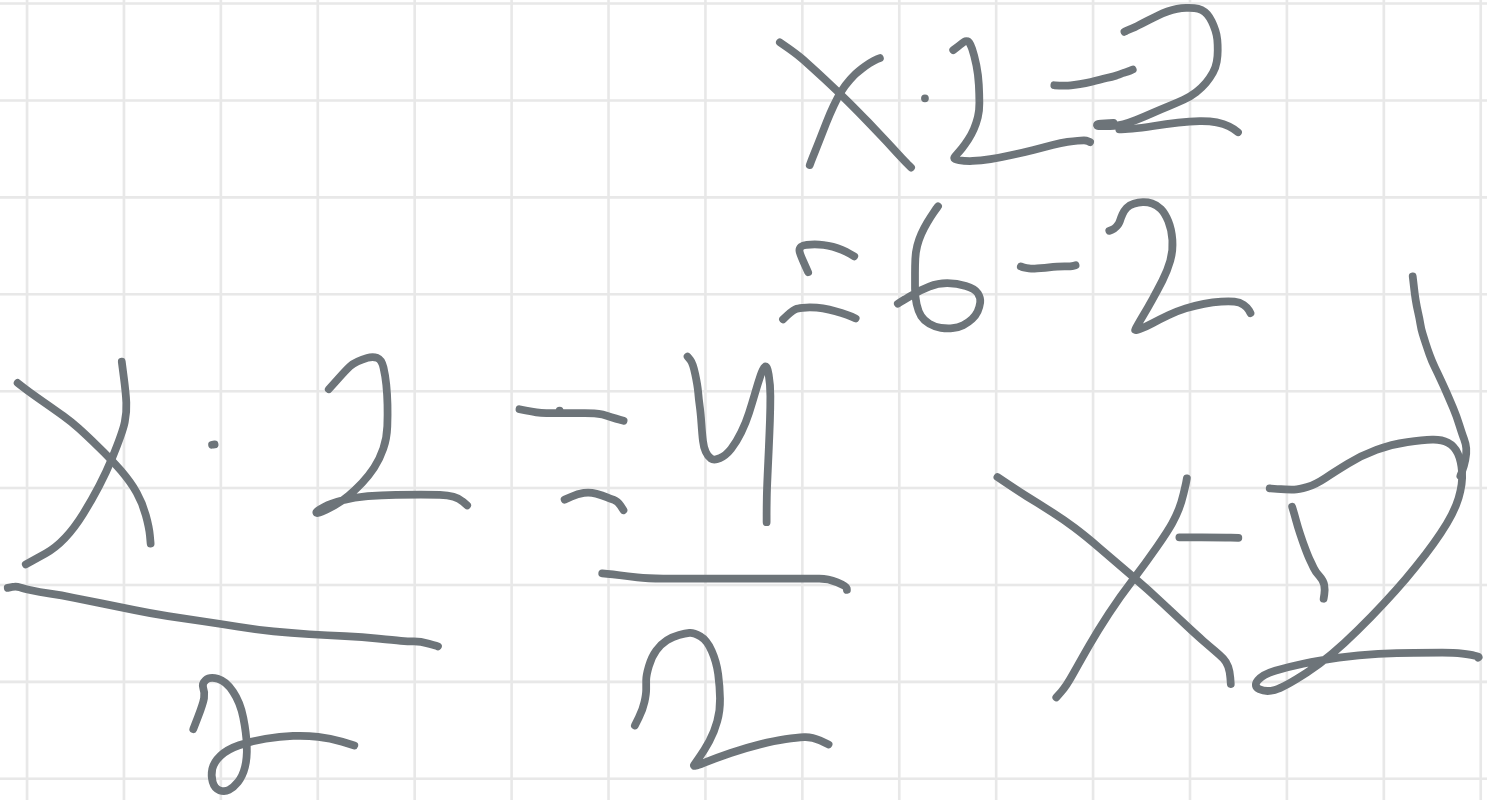 x · 2 = 2
= 6 - 2
x · 2 = 4
2 2
x = 2